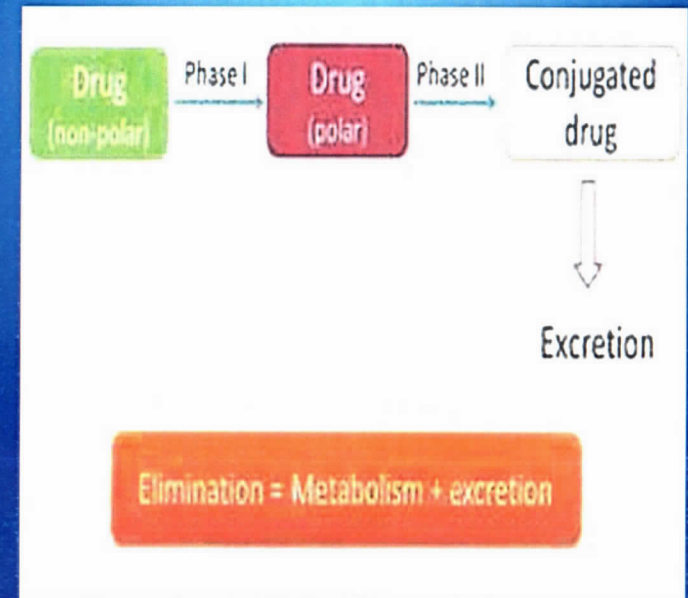 Drug
(non-polar)
Phase I
Drug
(polar)
Phase II
Conjugated
drug
Excretion
Elimination = Metabolism + excretion